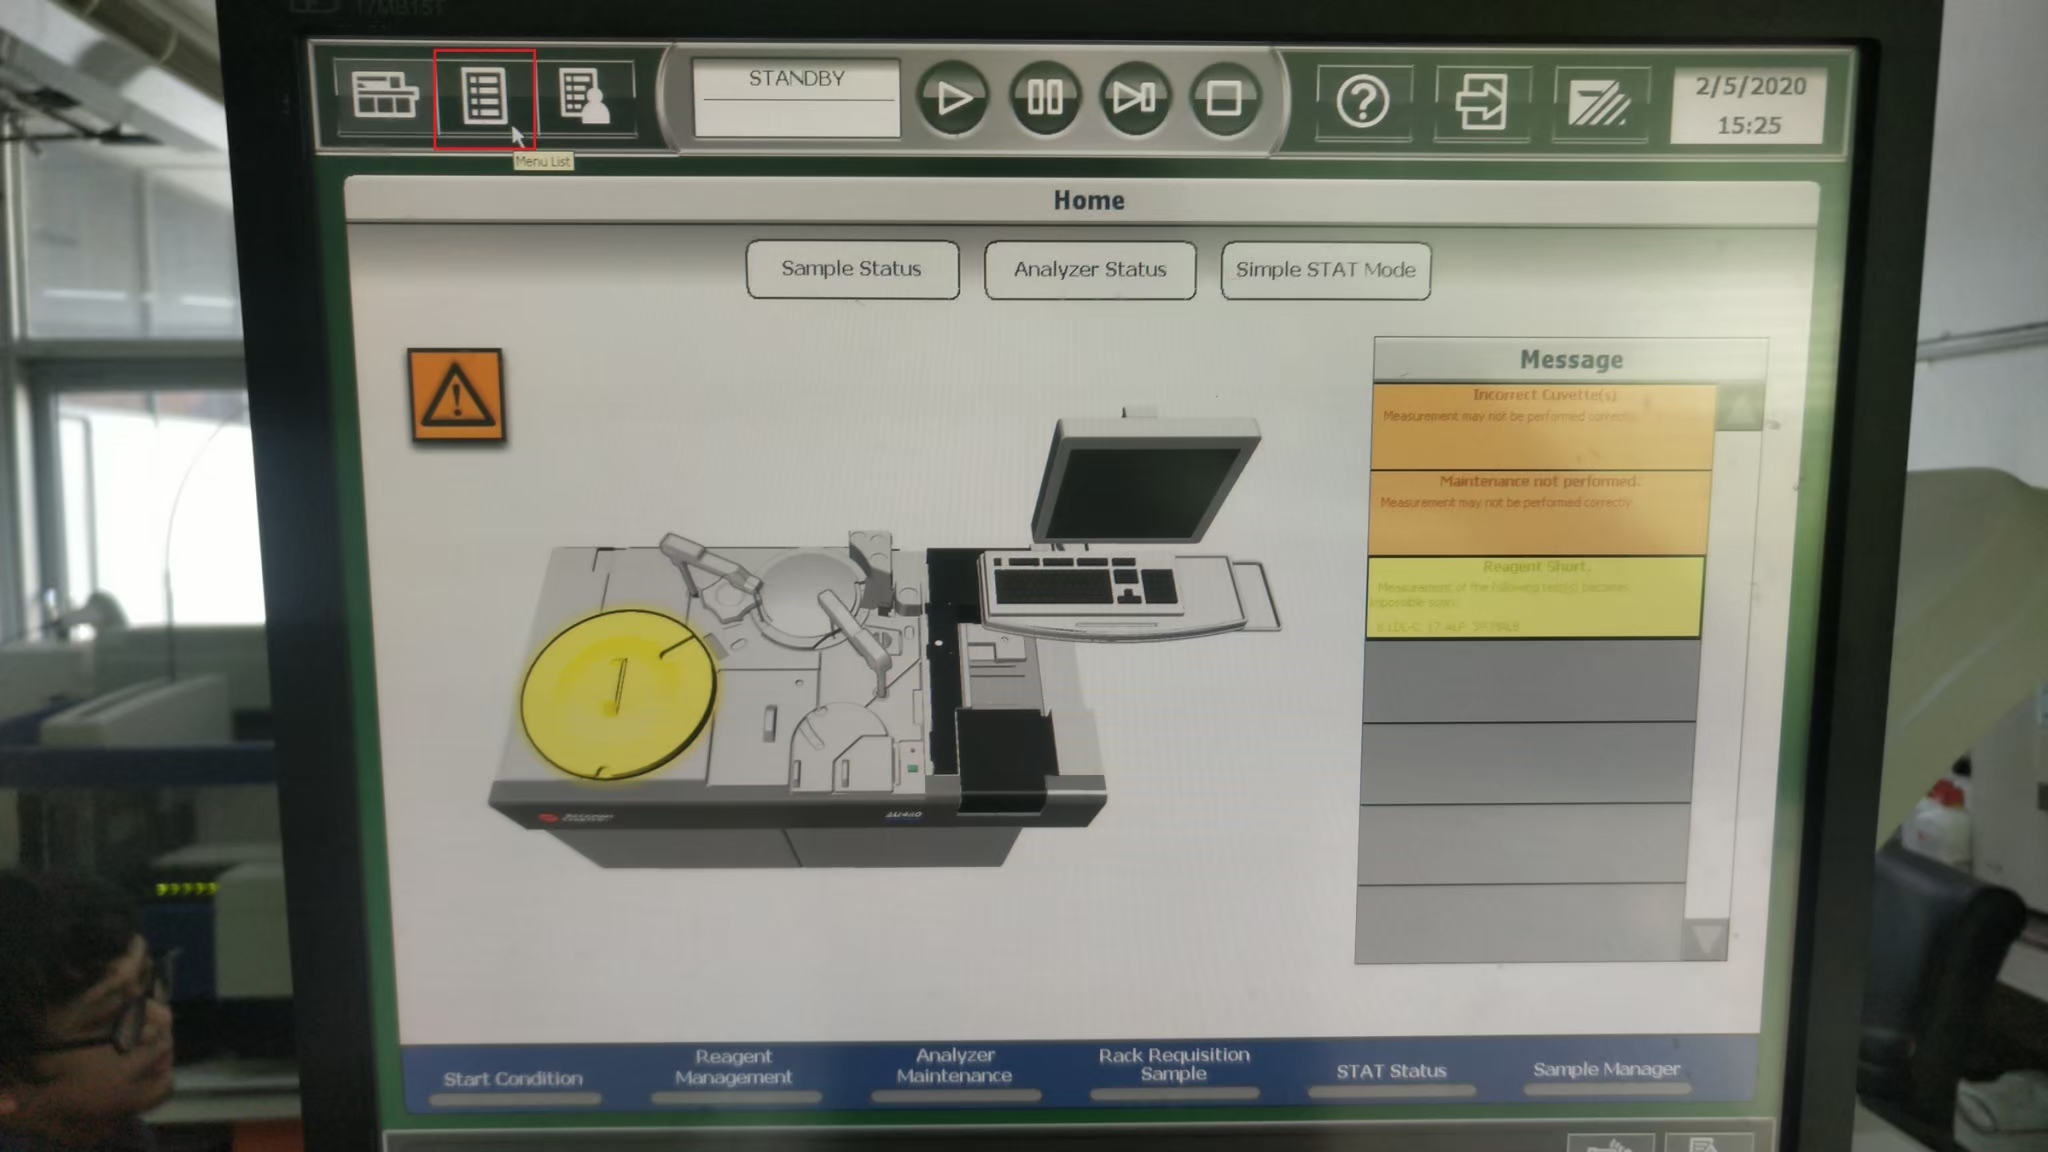 STANDBY
2/5/2020
15:25
Menu List
Home
Sample Status
Analyzer Status
Simple STAT Mode
Message
Incorrect Cuvette(s)
Measurement may not be performed correctly
Maintenance not performed.
Measurement may not be performed correctly
Reagent Short.
Measurement of the following test(s) becomes
impossible soon.
AU480
Start Condition
Reagent
Management
Analyzer
Maintenance
Rack Requisition
Sample
STAT Status
Sample Manager